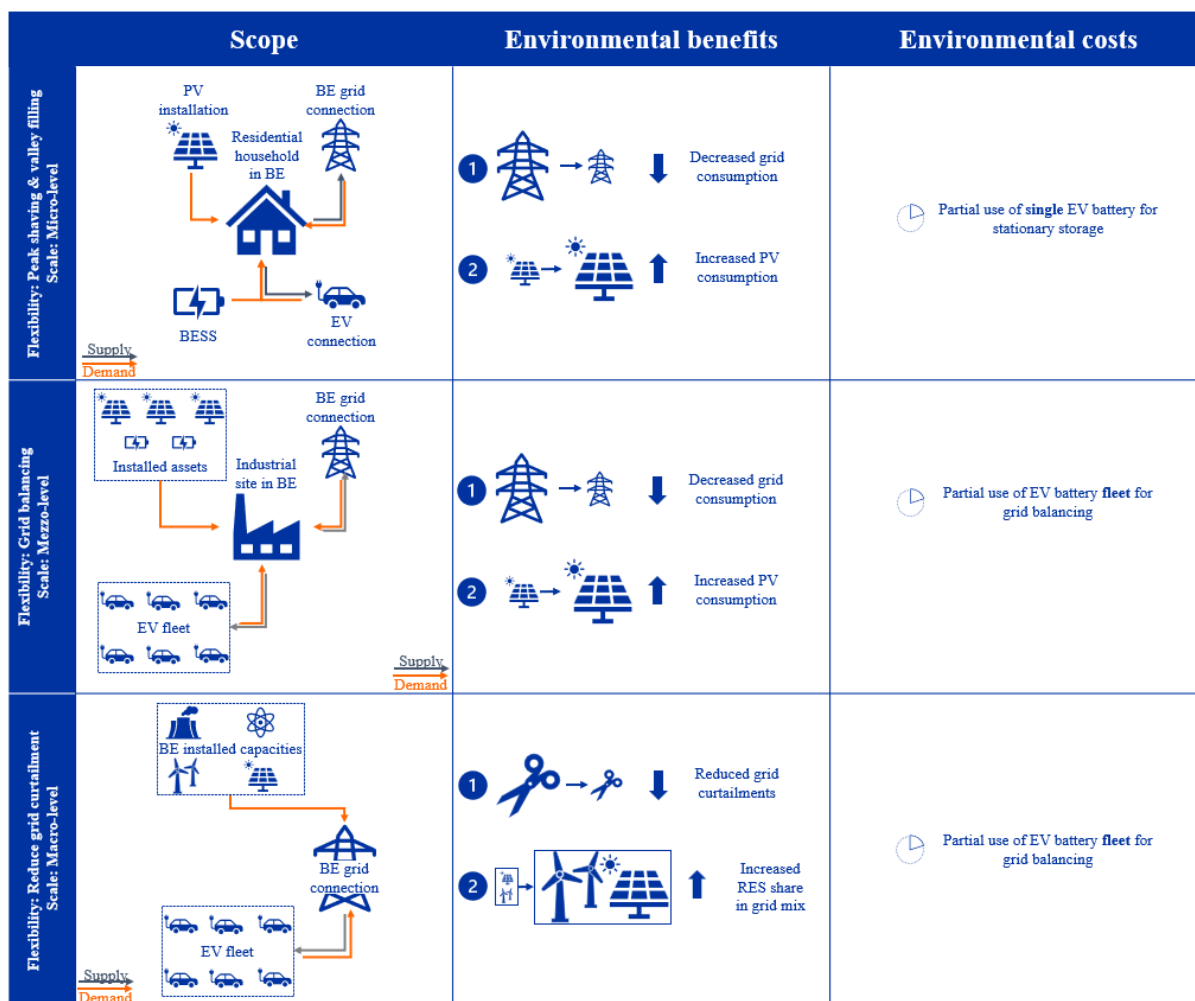 Scope
Environmental benefits
Environmental costs
Flexibility: Peak shaving & valley filling
Scale: Micro-level
PV
installation
BE grid
connection
Residential
household
in BE
BESS
EV
connection
Supply
Demand
1
Decreased grid
consumption
2
Increased PV
consumption
Partial use of single EV battery for
stationary storage
Flexibility: Grid balancing
Scale: Mezzo-level
Installed assets
BE grid
connection
Industrial
site in BE
EV fleet
Supply
Demand
1
Decreased grid
consumption
2
Increased PV
consumption
Partial use of EV battery fleet for
grid balancing
Flexibility: Reduce grid curtailment
Scale: Macro-level
BE installed capacities
BE grid
connection
EV fleet
Supply
Demand
1
Reduced grid
curtailments
2
Increased
RES share
in grid mix
Partial use of EV battery fleet for
grid balancing